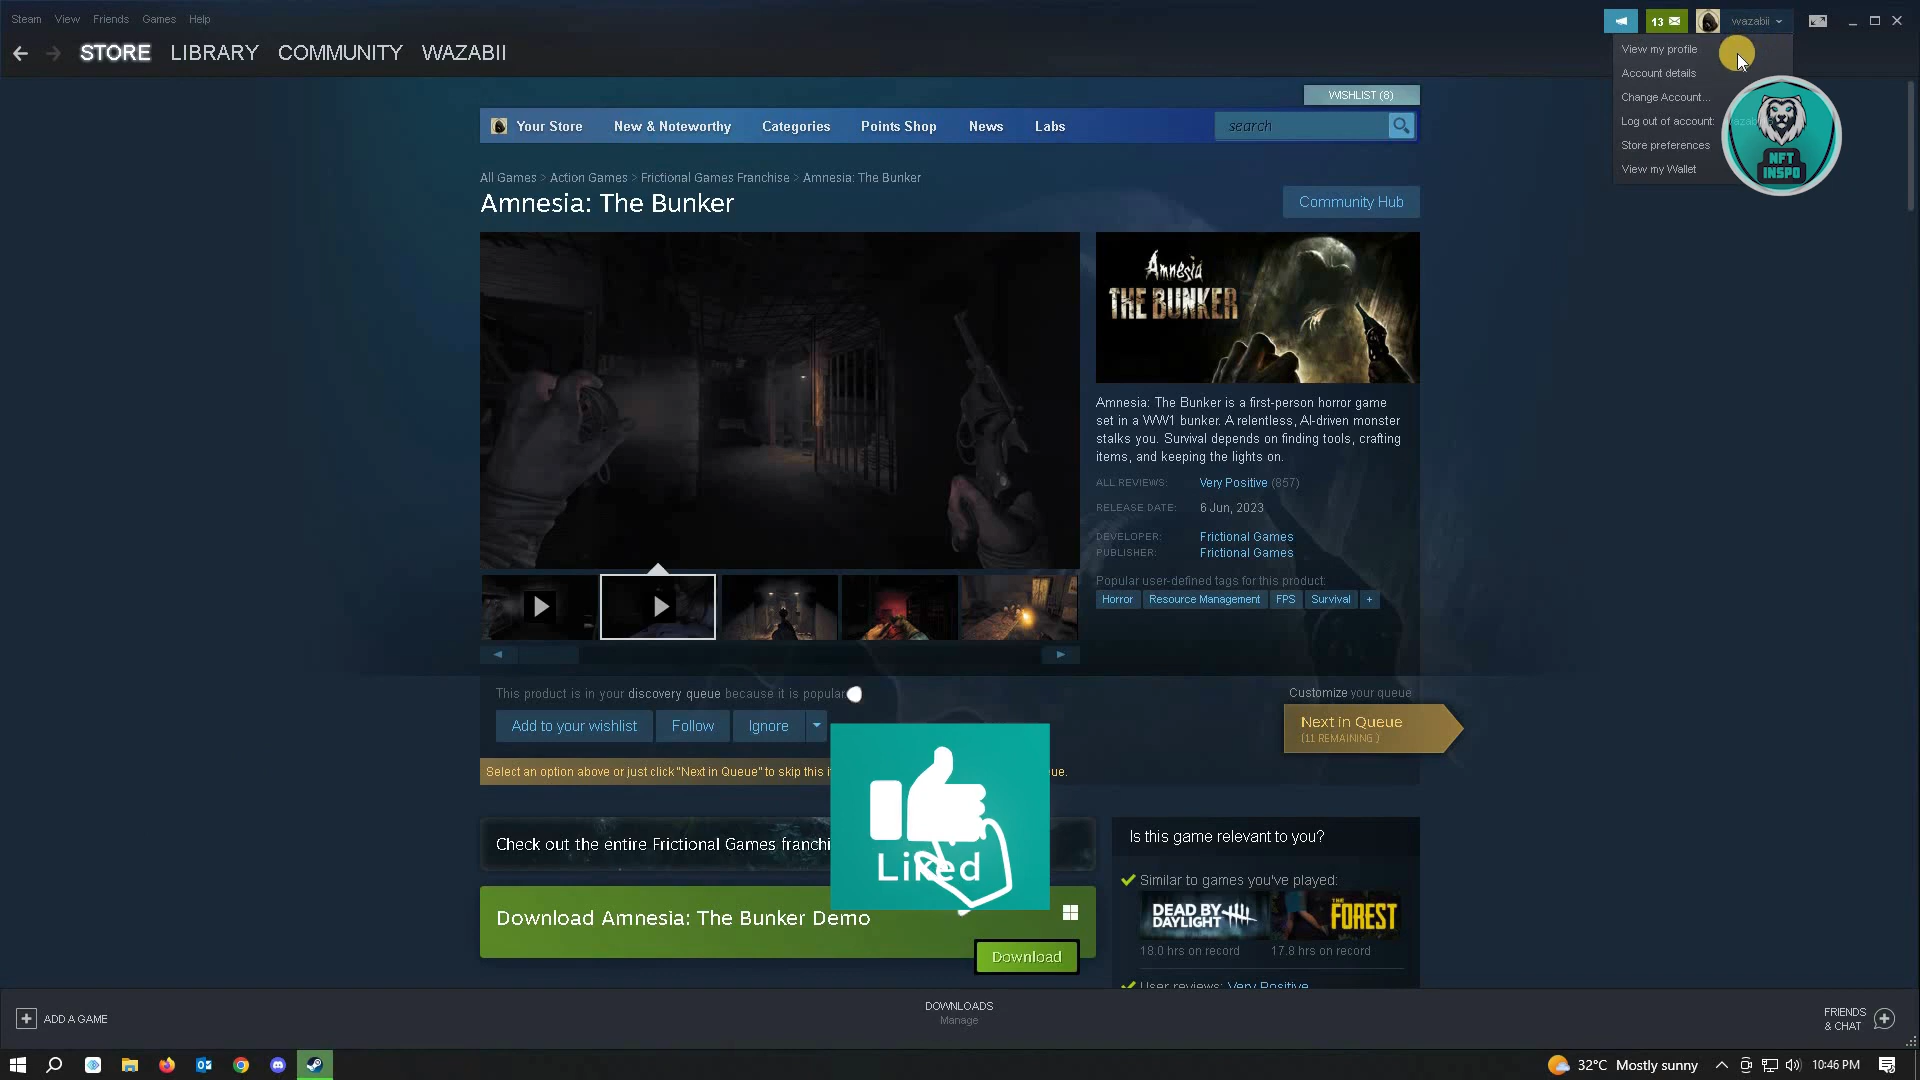 Steam View Friends Games Help
13 wazabii
STORE LIBRARY COMMUNITY WAZABII
View my profile
Account details
Change Account...
Log out of account:
Store preferences
View my Wallet
NFT
INSPO
WISHLIST (8)
Your Store New & Noteworthy Categories Points Shop News Labs search
All Games > Action Games > Frictional Games Franchise > Amnesia: The Bunker
Amnesia: The Bunker
Community Hub
Amnesia
THE BUNKER
Amnesia: The Bunker is a first-person horror game
set in a WW1 bunker. A relentless, AI-driven monster
stalks you. Survival depends on finding tools, crafting
items, and keeping the lights on.
ALL REVIEWS: Very Positive (857)
RELEASE DATE: 6 Jun, 2023
DEVELOPER: Frictional Games
PUBLISHER: Frictional Games
Popular user-defined tags for this product:
Horror Resource Management FPS Survival +
This product is in your discovery queue because it is popular
Customize your queue
Add to your wishlist Follow Ignore
Next in Queue
(11 REMAINING )
Select an option above or just click "Next in Queue" to skip this
ue.
Check out the entire Frictional Games franchi
Liked
Download Amnesia: The Bunker Demo
Download
Is this game relevant to you?
Similar to games you've played:
DEAD BY
DAYLIGHT
THE
FOREST
18.0 hrs on record 17.8 hrs on record
User reviews: Very Positive
ADD A GAME
DOWNLOADS
Manage
FRIENDS
& CHAT
32°C Mostly sunny 10:46 PM